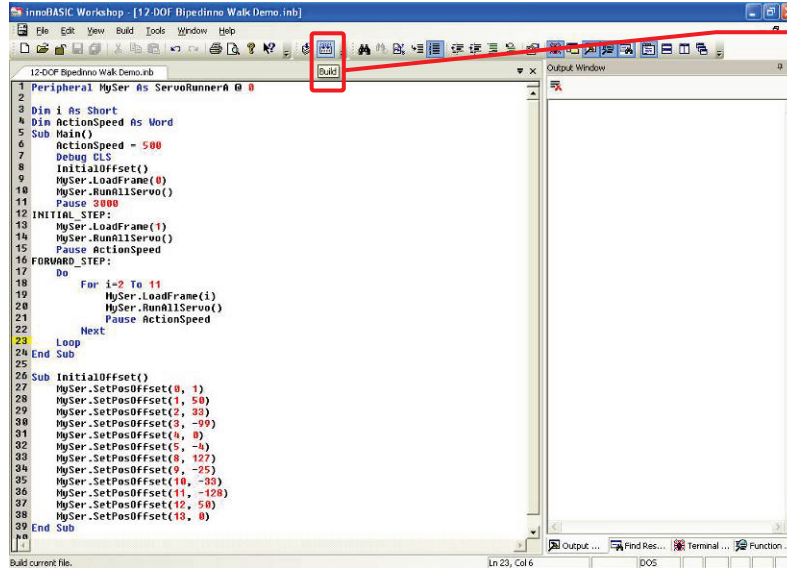 innoBASIC Workshop - [12-DOF Bipedinno Walk Demo.inb]
File Edit View Build Tools Window Help
12-DOF Bipedinno Walk Demo.inb
Build
Output Window
1 Peripheral MySer As ServoRunnerA @ 0
2
3 Dim i As Short
4 Dim ActionSpeed As Word
5 Sub Main()
6 ActionSpeed = 500
7 Debug CLS
8 InitialOffset()
9 MySer.LoadFrame(0)
10 MySer.RunAllServo()
11 Pause 3000
12 INITIAL_STEP:
13 MySer.LoadFrame(1)
14 MySer.RunAllServo()
15 Pause ActionSpeed
16 FORWARD_STEP:
17 Do
18 For i=2 To 11
19 MySer.LoadFrame(i)
20 MySer.RunAllServo()
21 Pause ActionSpeed
22 Next
23 Loop
24 End Sub
25
26 Sub InitialOffset()
27 MySer.SetPosOffset(0, 1)
28 MySer.SetPosOffset(1, 50)
29 MySer.SetPosOffset(2, 33)
30 MySer.SetPosOffset(3, -99)
31 MySer.SetPosOffset(4, 0)
32 MySer.SetPosOffset(5, -4)
33 MySer.SetPosOffset(8, 127)
34 MySer.SetPosOffset(9, -25)
35 MySer.SetPosOffset(10, -33)
36 MySer.SetPosOffset(11, -128)
37 MySer.SetPosOffset(12, 50)
38 MySer.SetPosOffset(13, 0)
39 End Sub
40
Output ... Find Res... Terminal ... Function ...
Build current file. Ln 23, Col 6 DOS